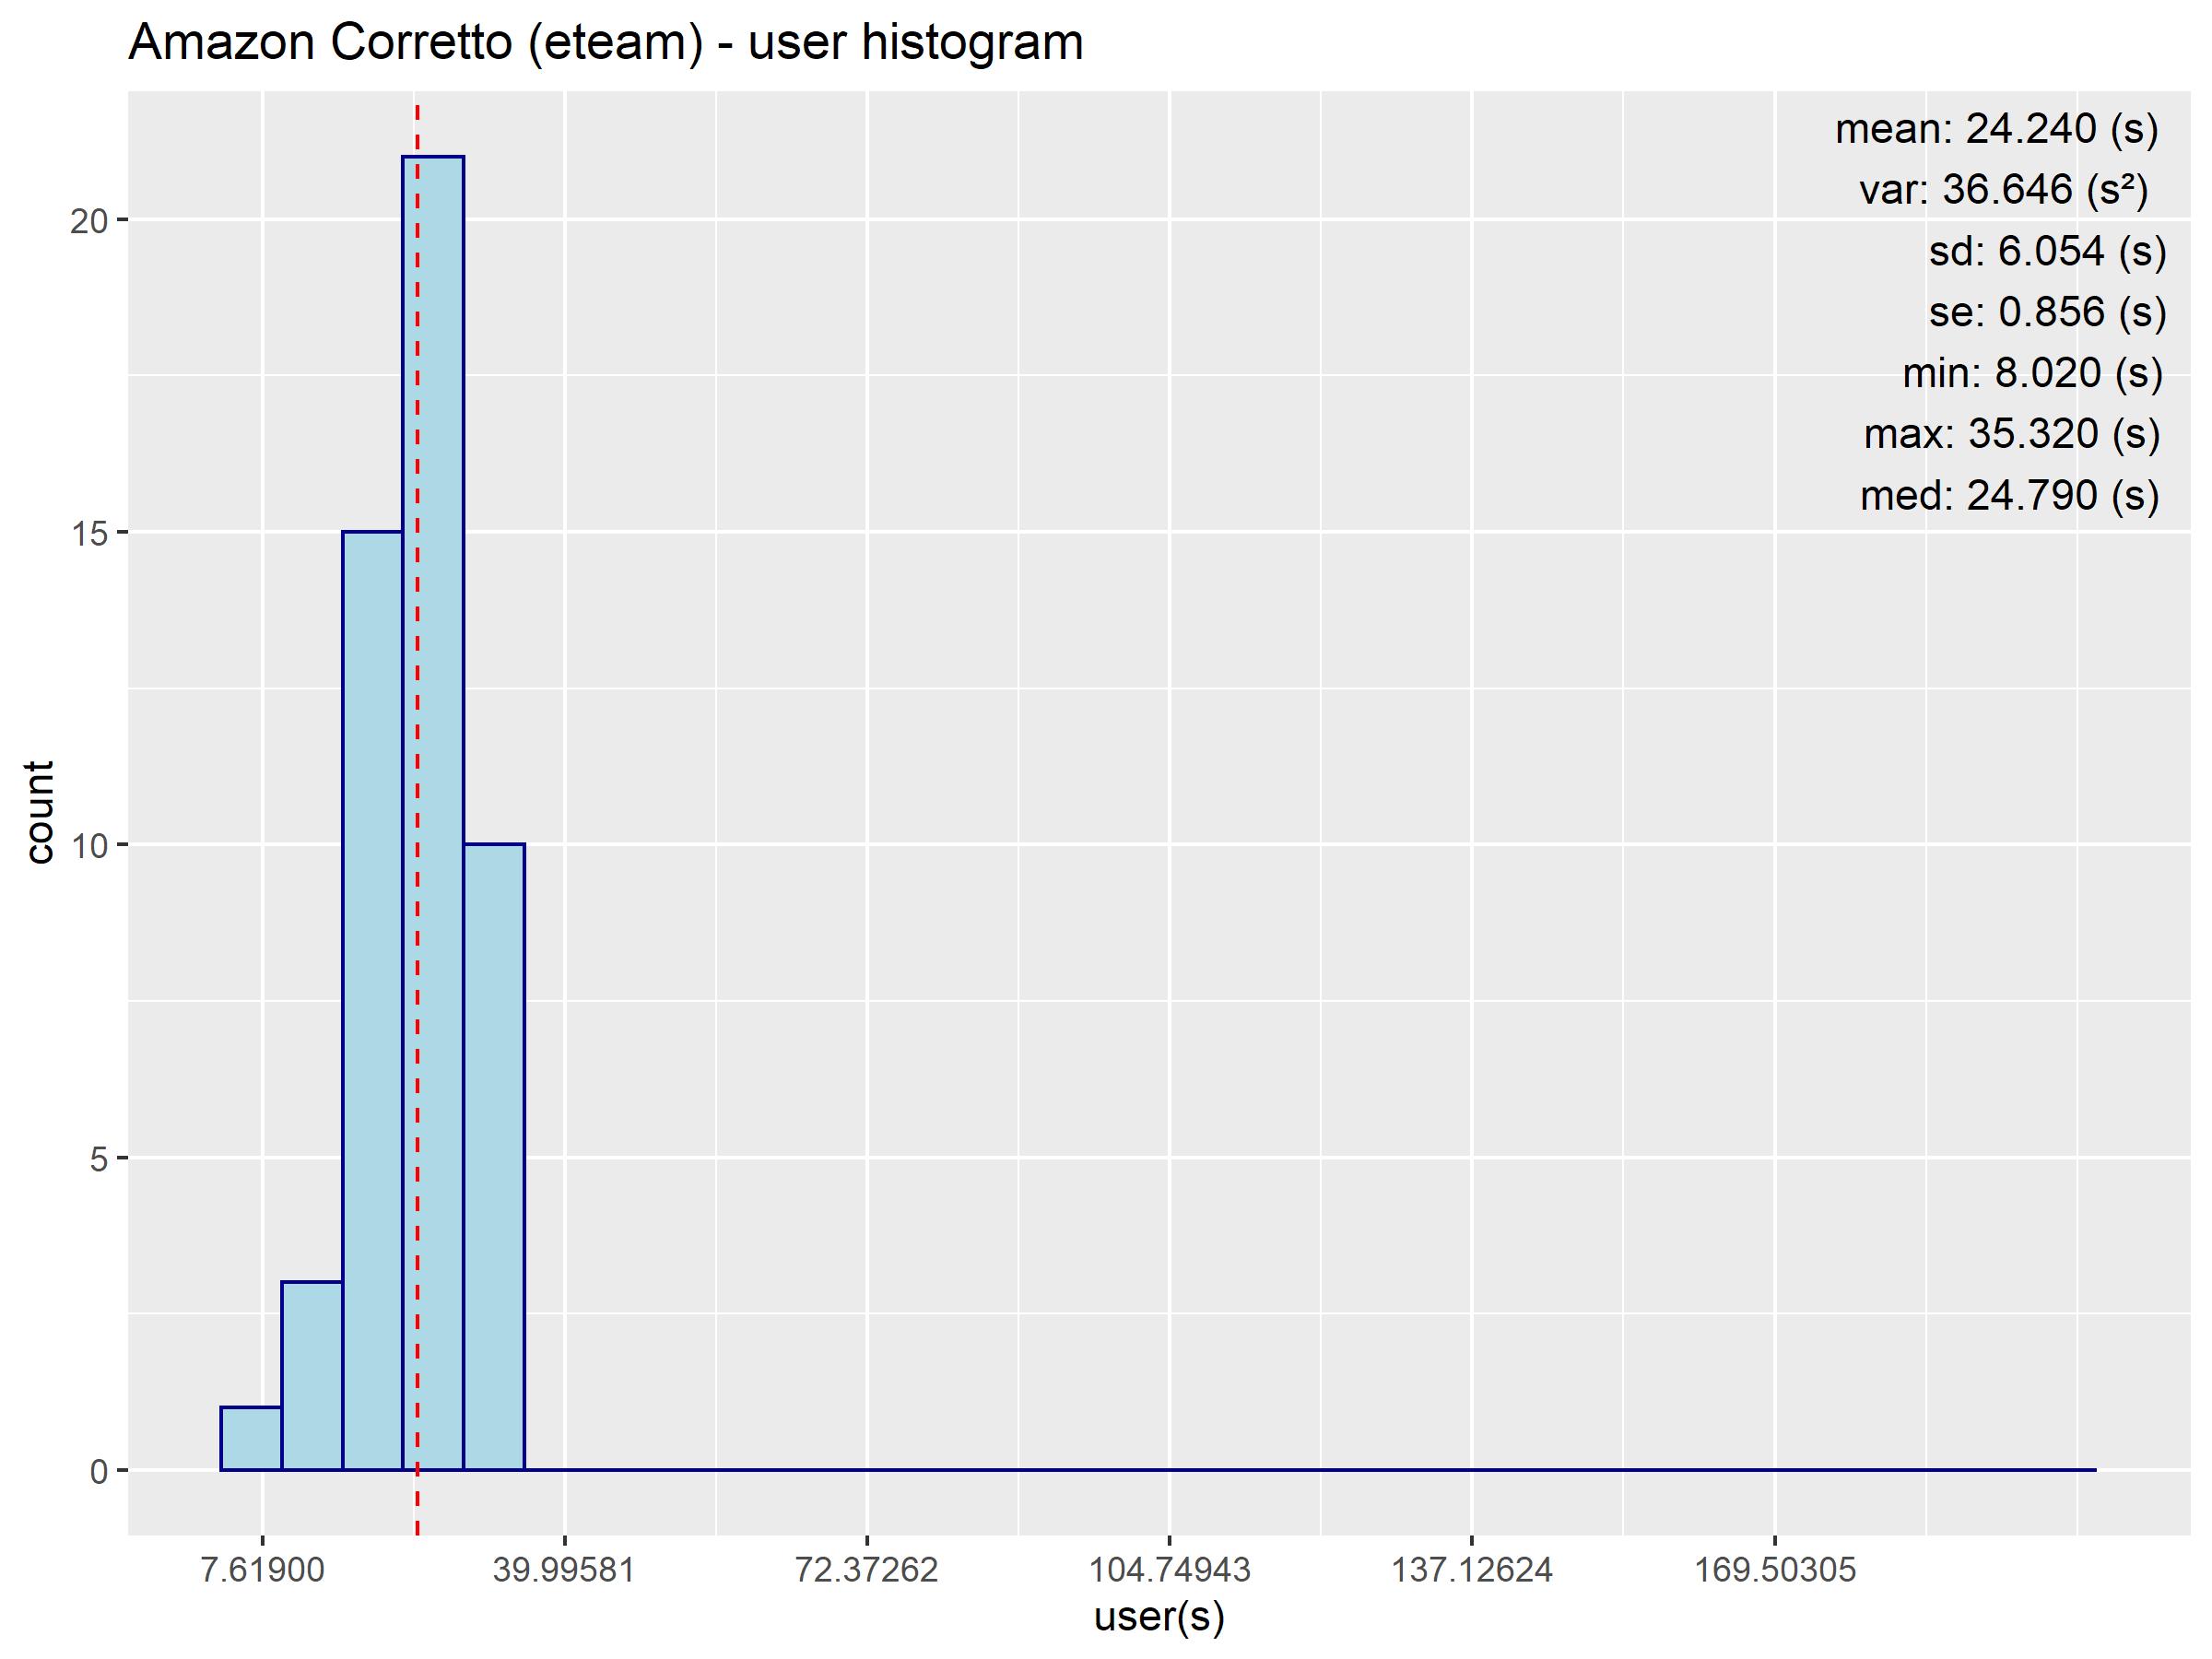 Amazon Corretto (eteam) - user histogram
mean: 24.240 (s)
var: 36.646 (s²)
sd: 6.054 (s)
se: 0.856 (s)
min: 8.020 (s)
max: 35.320 (s)
med: 24.790 (s)
20
15
10
5
0
count
7.61900 39.99581 72.37262 104.74943 137.12624 169.50305
user(s)